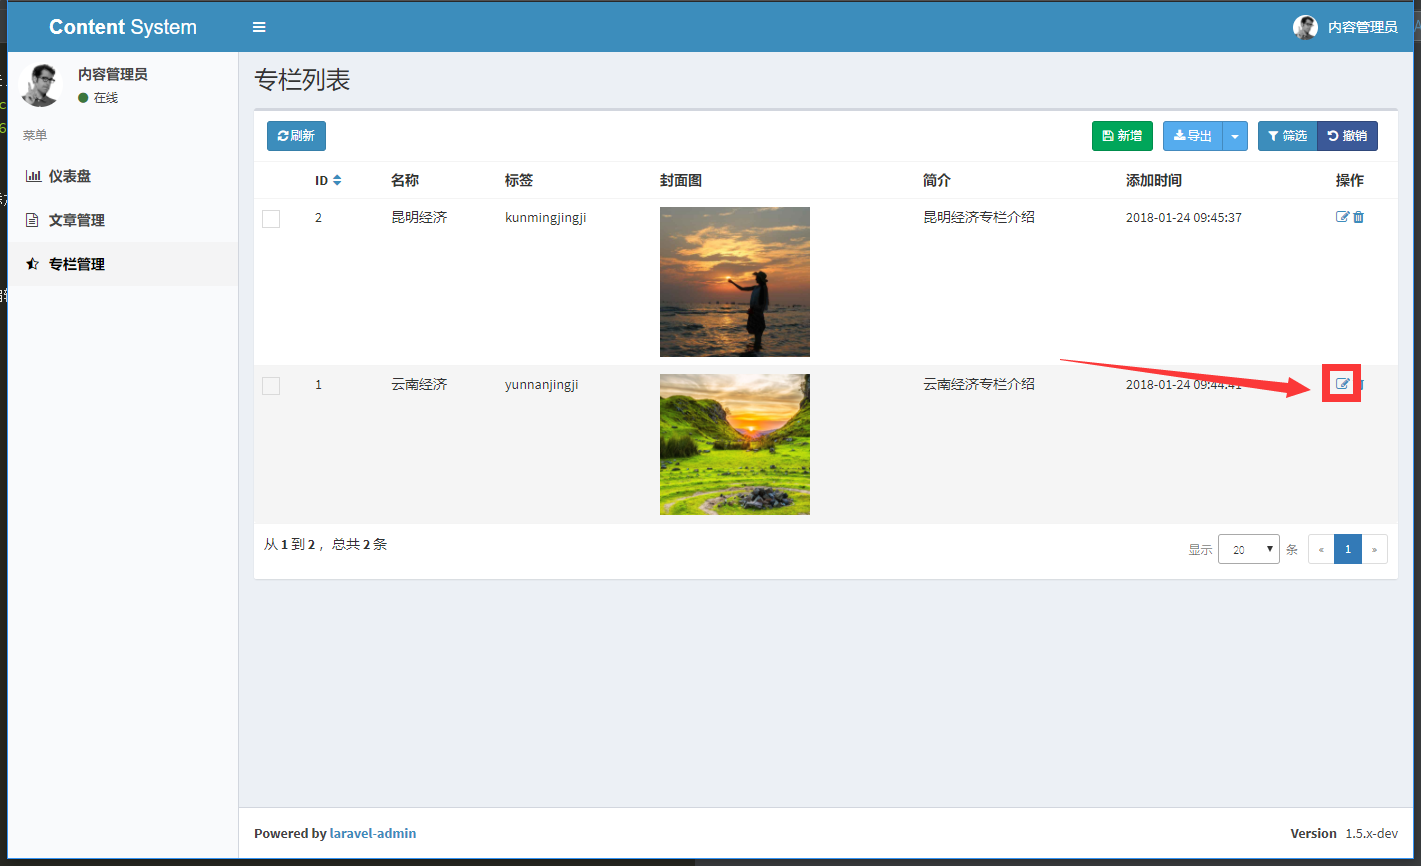 Content System
内容管理员
内容管理员
在线
菜单
仪表盘
文章管理
专栏管理
专栏列表
刷新
新增 导出 筛选 撤销
ID 名称 标签 封面图 简介 添加时间 操作
2 昆明经济 kunmingjingji 昆明经济专栏介绍 2018-01-24 09:45:37
1 云南经济 yunnanjingji 云南经济专栏介绍 2018-01-24 09:44:41
从 1 到 2 ，总共 2 条
显示 20 条 « 1 »
Powered by laravel-admin
Version 1.5.x-dev